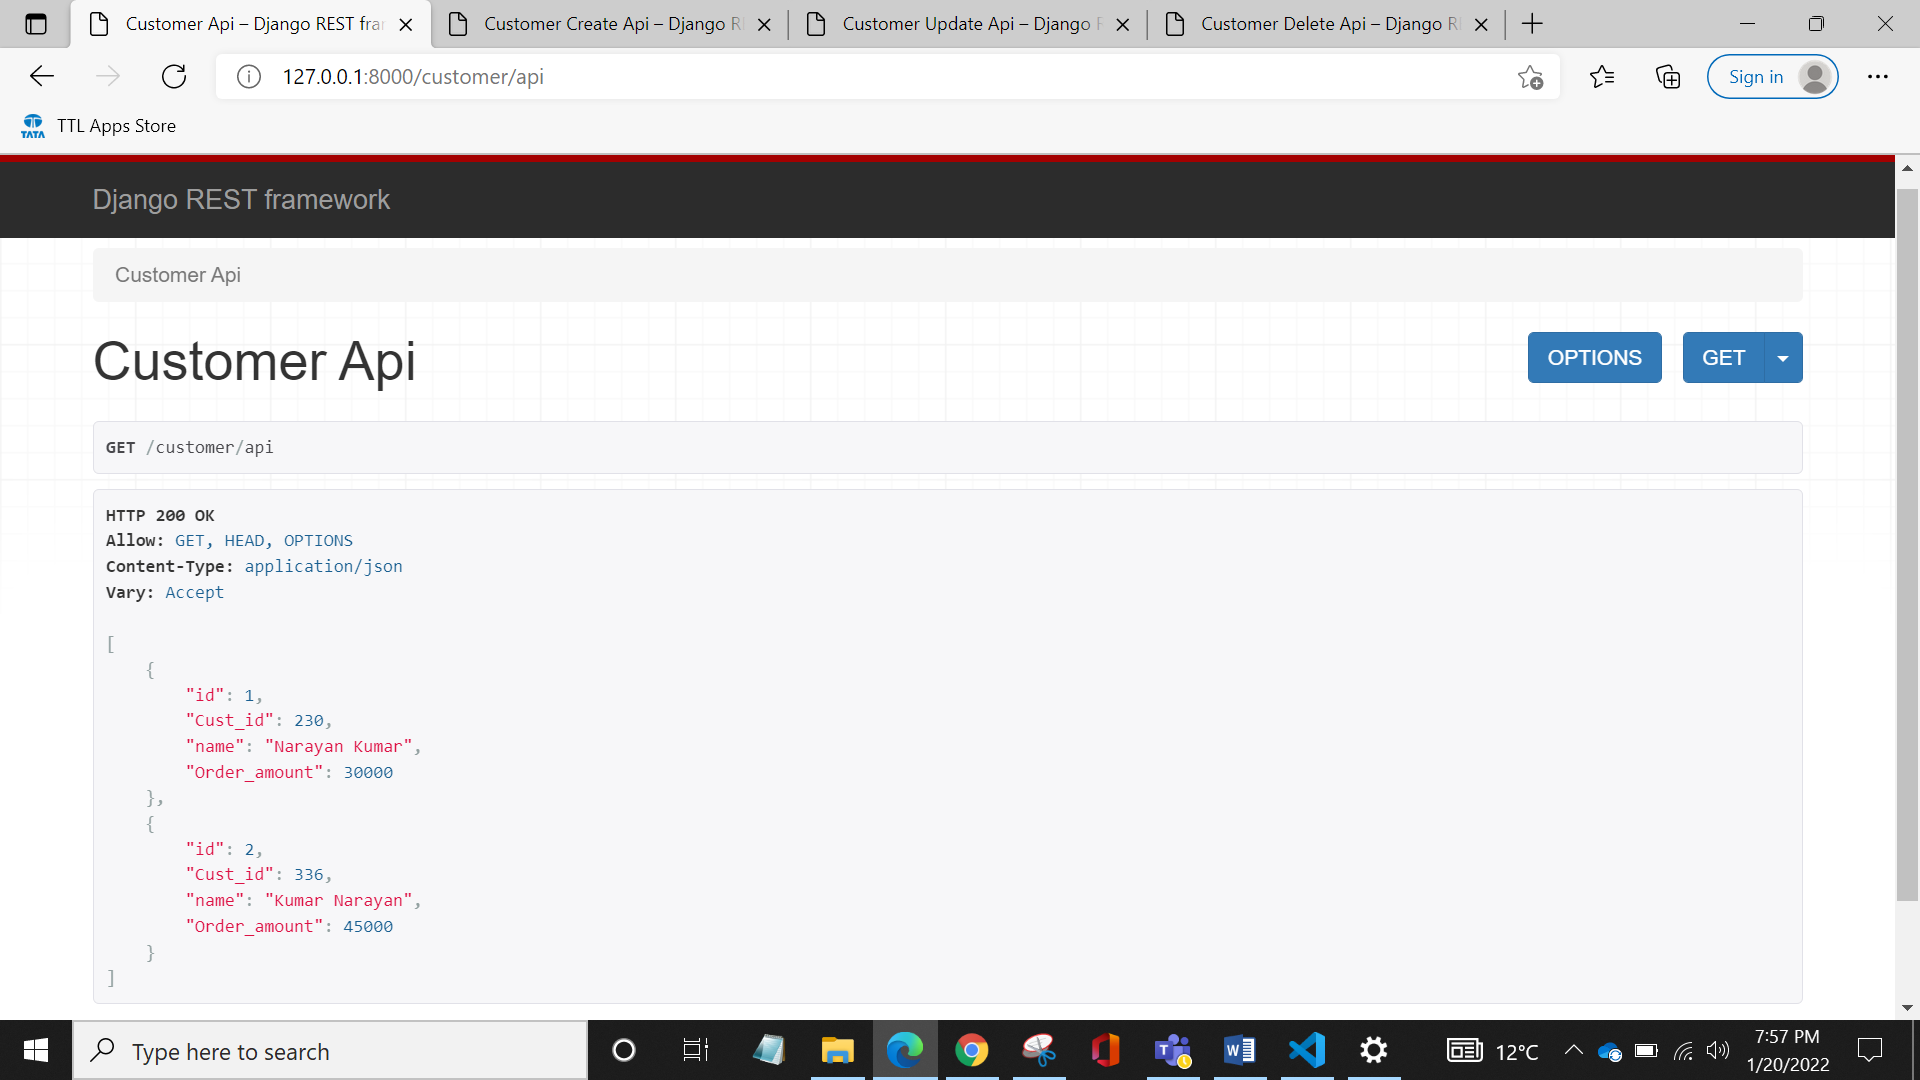 Customer Api – Django REST fra
Customer Create Api – Django R
Customer Update Api – Django
Customer Delete Api – Django R
127.0.0.1:8000/customer/api
Sign in
TATA
TTL Apps Store
Django REST framework
Customer Api
Customer Api
OPTIONS
GET
GET /customer/api
HTTP 200 OK
Allow: GET, HEAD, OPTIONS
Content-Type: application/json
Vary: Accept
[
{
"id": 1,
"Cust_id": 230,
"name": "Narayan Kumar",
"Order_amount": 30000
},
{
"id": 2,
"Cust_id": 336,
"name": "Kumar Narayan",
"Order_amount": 45000
}
]
Type here to search
12°C
7:57 PM
1/20/2022